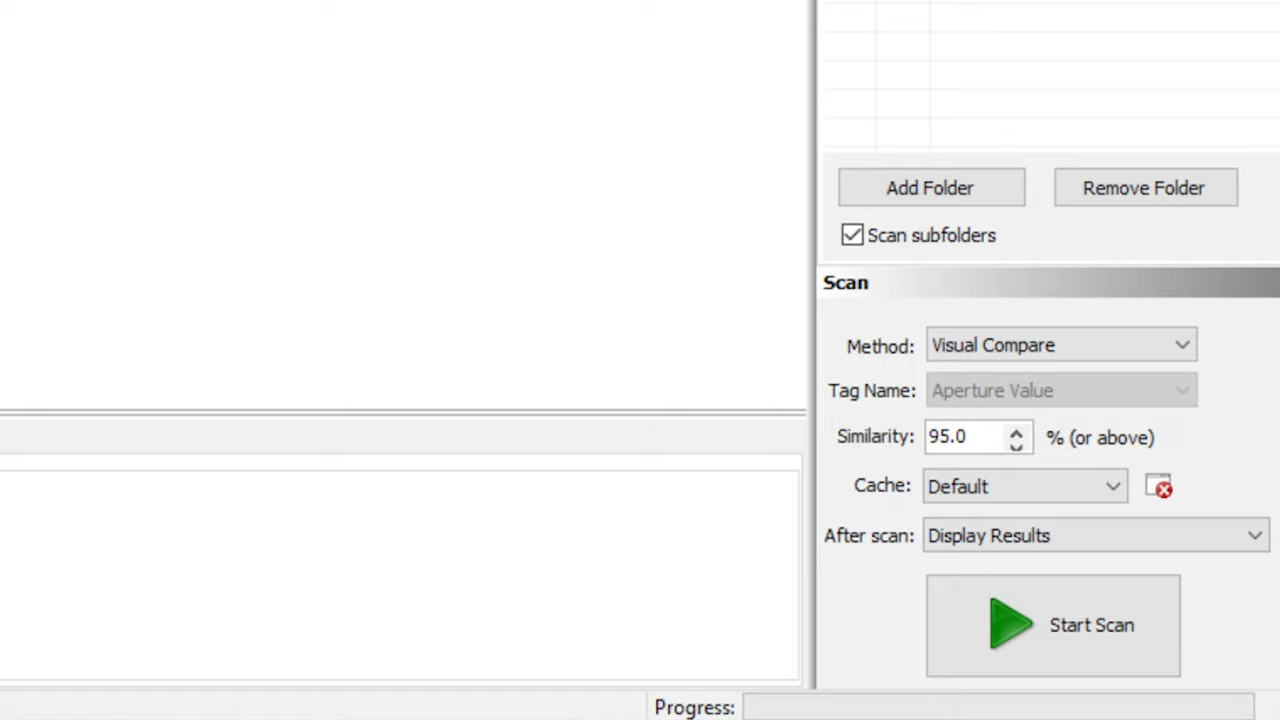 Add Folder Remove Folder
Scan subfolders
Scan
Method: Visual Compare
Tag Name: Aperture Value
Similarity: 95.0 % (or above)
Cache: Default
After scan: Display Results
Start Scan
Progress: